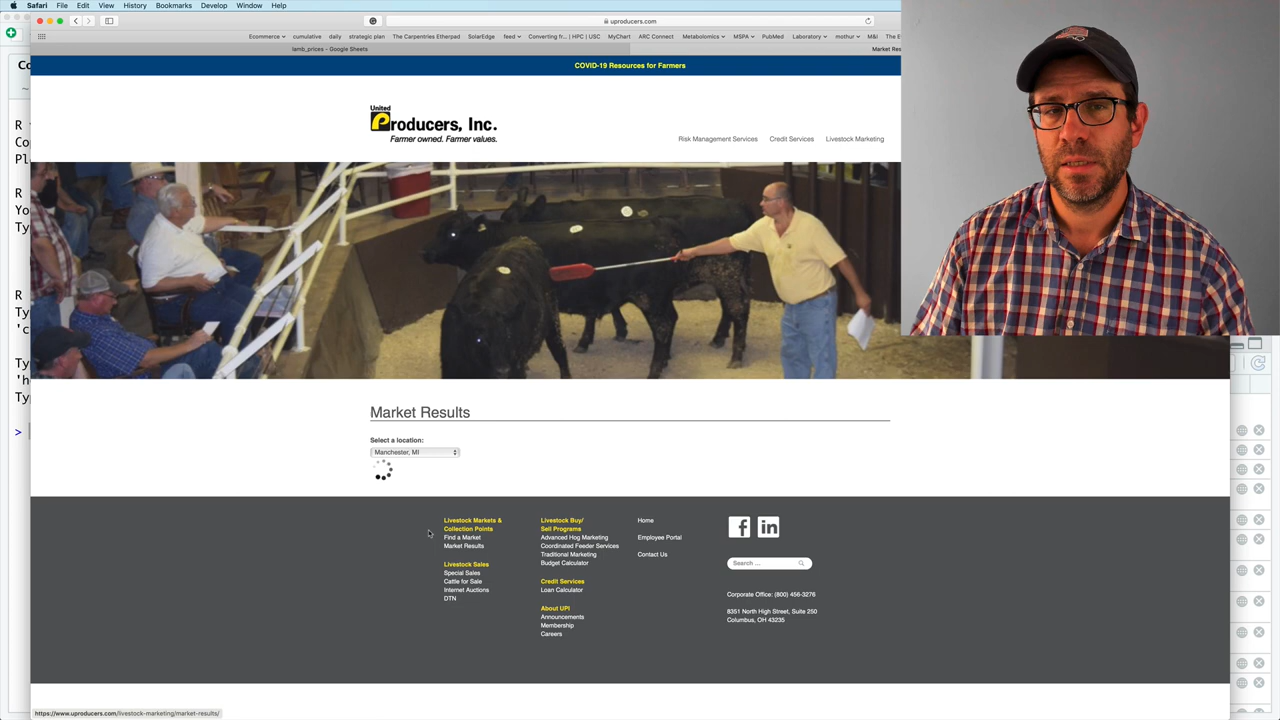 Safari File Edit View History Bookmarks Develop Window Help
uproducers.com
Ecommerce cumulative daily strategic plan The Carpentries Etherpad SolarEdge feed Converting fr... | HPC | USC MyChart ARC Connect Metabolomics MSPA PubMed Laboratory mothur M&I The E
lamb_prices - Google Sheets
Market Res
COVID-19 Resources for Farmers
United
Producers, Inc.
Farmer owned. Farmer values.
Risk Management Services Credit Services Livestock Marketing
Market Results
Select a location:
Manchester, MI
Livestock Markets &
Collection Points
Find a Market
Market Results
Livestock Sales
Special Sales
Cattle for Sale
Internet Auctions
DTN
Livestock Buy/
Sell Programs
Advanced Hog Marketing
Coordinated Feeder Services
Traditional Marketing
Budget Calculator
Credit Services
Loan Calculator
About UPI
Announcements
Membership
Careers
Home
Employee Portal
Contact Us
f in
Search ...
Corporate Office: (800) 456-3276
8351 North High Street, Suite 250
Columbus, OH 43235
https://www.uproducers.com/livestock-marketing/market-results/